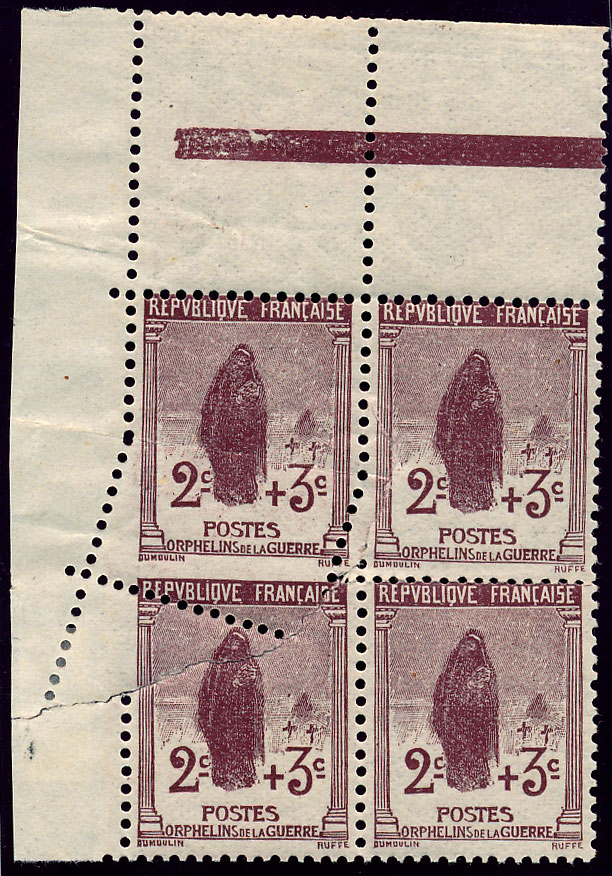 REPVBLIQVE FRANÇAISE
2c + 3c
POSTES
ORPHELINS DE LA GUERRE
DUMOULIN RUFFE
REPVBLIQVE FRANÇAISE
2c + 3c
POSTES
ORPHELINS DE LA GUERRE
DUMOULIN RUFFE
REPVBLIQVE FRANÇAISE
2c + 3c
POSTES
ORPHELINS DE LA GUERRE
DUMOULIN RUFFE
REPVBLIQVE FRANÇAISE
2c + 3c
POSTES
ORPHELINS DE LA GUERRE
DUMOULIN RUFFE